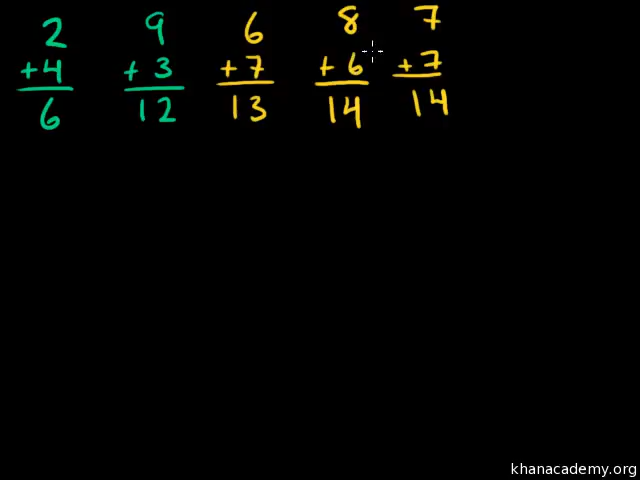 2 9 6 8 7
+4 +3 +7 +6 +7
6 12 13 14 14
khanacademy.org